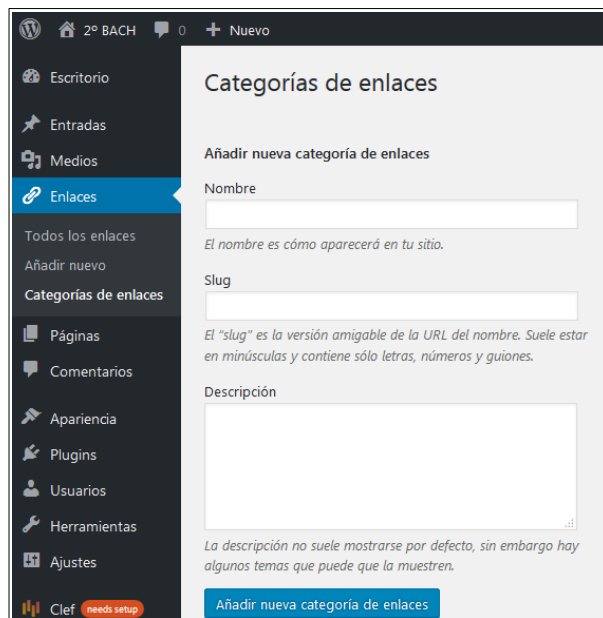 2º BACH 0 + Nuevo
Escritorio
Entradas
Medios
Enlaces
Todos los enlaces
Añadir nuevo
Categorías de enlaces
Páginas
Comentarios
Apariencia
Plugins
Usuarios
Herramientas
Ajustes
Clef needs setup
Categorías de enlaces
Añadir nueva categoría de enlaces
Nombre
El nombre es cómo aparecerá en tu sitio.
Slug
El "slug" es la versión amigable de la URL del nombre. Suele estar
en minúsculas y contiene sólo letras, números y guiones.
Descripción
La descripción no suele mostrarse por defecto, sin embargo hay
algunos temas que puede que la muestren.
Añadir nueva categoría de enlaces